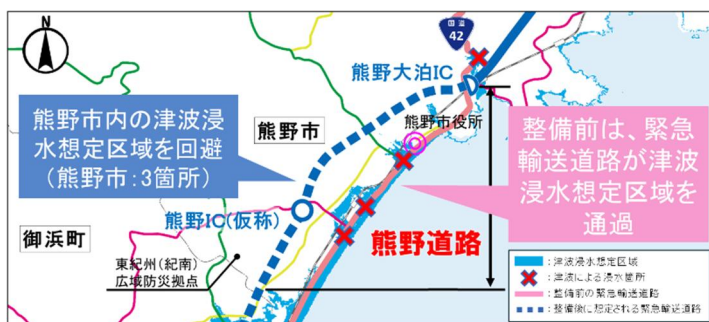 N
国道
42
熊野大泊IC
熊野市内の津波浸
水想定区域を回避
(熊野市:3箇所)
熊野市
熊野市役所
整備前は、緊急
輸送道路が津波
浸水想定区域を
通過
熊野IC(仮称)
御浜町
熊野道路
東紀州(紀南)
広域防災拠点
:津波浸水想定区域
:津波による浸水箇所
:整備前の緊急輸送道路
:整備後に想定される緊急輸送道路